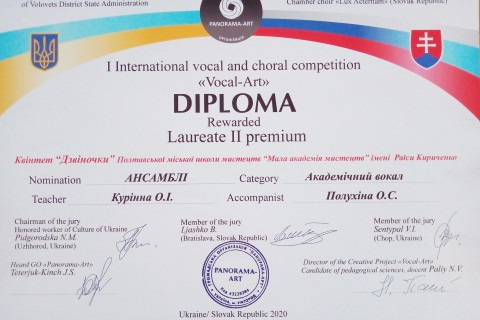 of Volovets District State Administration
Chamber choir «Lux Aeternam» (Slovak Republic)
PANORAMA-ART
I International vocal and choral competition
«Vocal-Art»
DIPLOMA
Rewarded
Laureate II premium
Квінтет "Дзвіночки" Полтавської міської школи мистецтв "Мала академія мистецтв" імені Раїси Кириченко
Nomination АНСАМБЛІ Category Академічний вокал
Teacher Курінна О.І. Accompanist Полухіна О.С.
Chairman of the jury
Honored worker of Culture of Ukraine
Pidgorodska N.M.
(Uzhhorod, Ukraine)
Member of the jury
Ljashko B.
(Bratislava, Slovak Republic)
Member of the jury
Sentypal V.I.
(Chop, Ukraine)
Heard GO «Panorama-Art»
Teterjuk-Kinch J.S.
PANORAMA-
ART
Director of the Creative Project «Vocal-Art»
Candidate of pedagogical sciences, decent Paliy N.V.
Ukraine/ Slovak Republic 2020